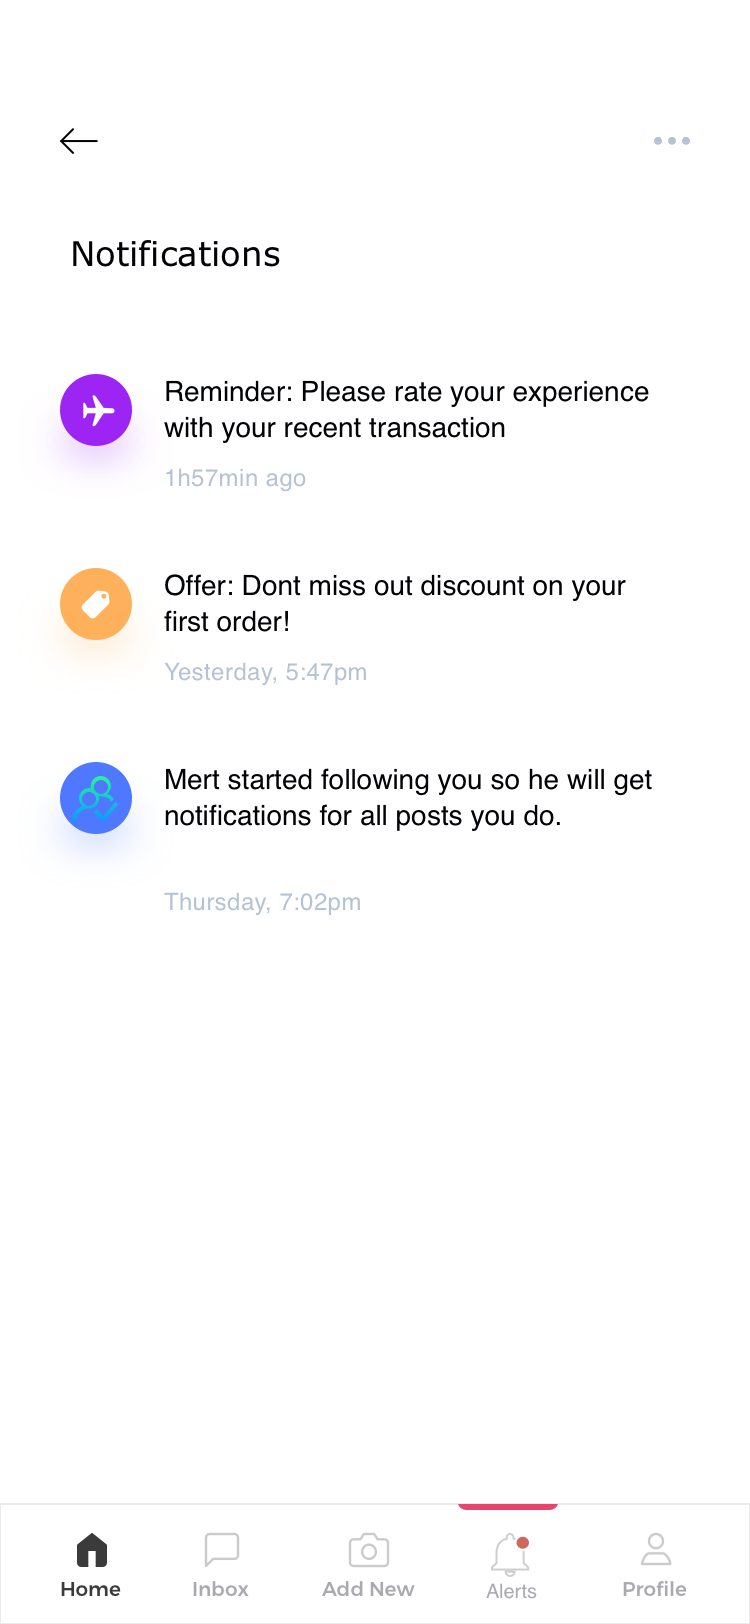 Notifications
Reminder: Please rate your experience
with your recent transaction
1h57min ago
Offer: Dont miss out discount on your
first order!
Yesterday, 5:47pm
Mert started following you so he will get
notifications for all posts you do.
Thursday, 7:02pm
Home
Inbox
Add New
Alerts
Profile